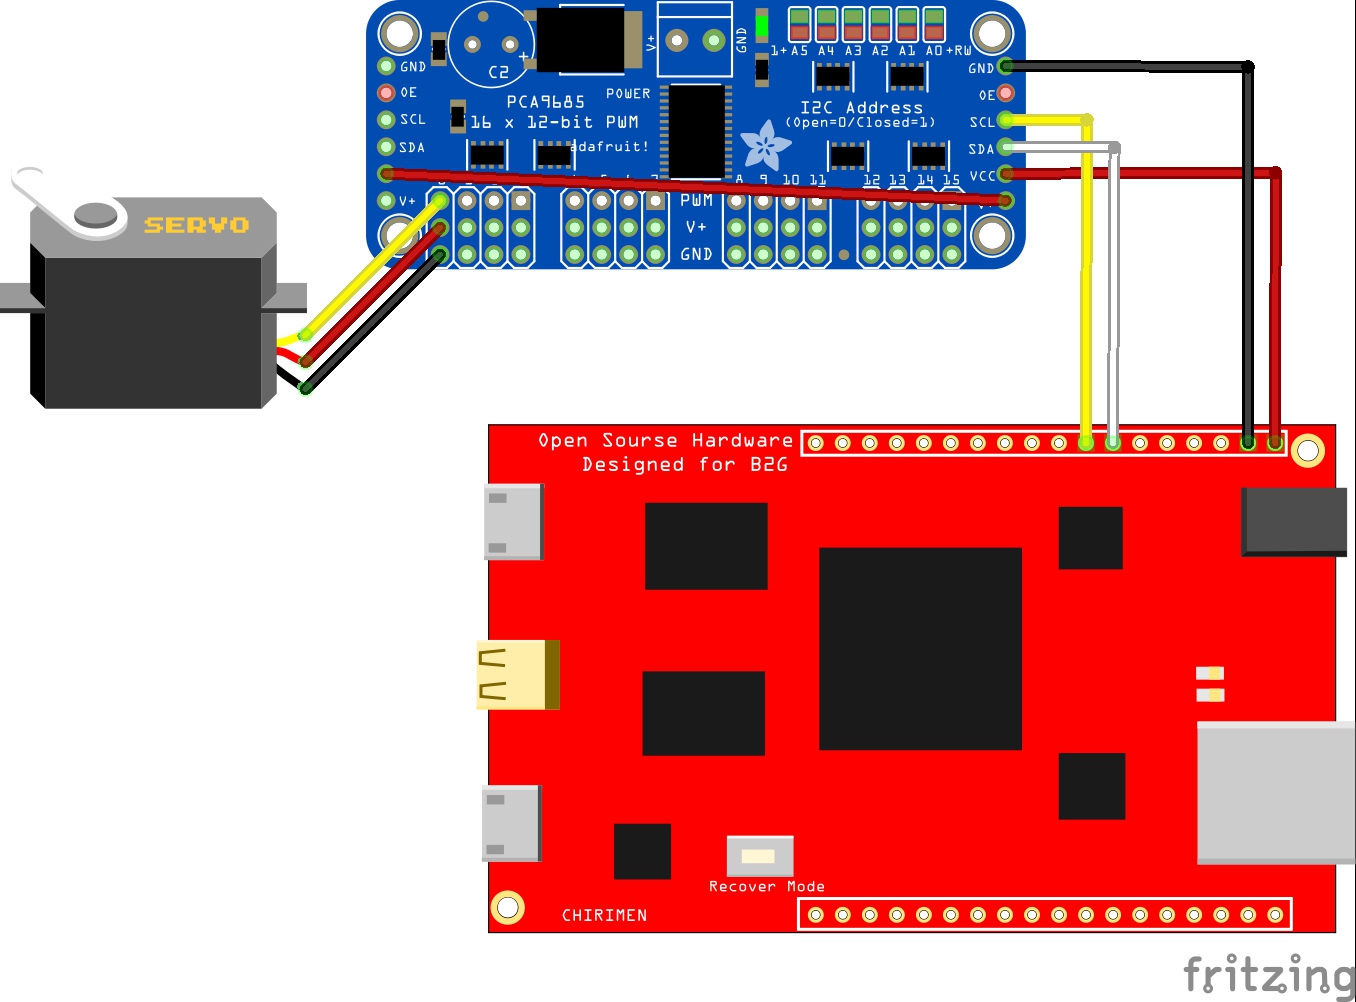 C2
+
V+
GND
1+ A5 A4 A3 A2 A1 A0 +RW
GND
OE
SCL
SDA
V+
PCA9685
16 x 12-bit PWM
adafruit!
POWER
I2C Address
(Open=0/Closed=1)
GND
OE
SCL
SDA
VCC
A 9 10 11
12 13 14 15
PWM
V+
GND
SERVO
Open Sourse Hardware
Designed for B2G
Recover Mode
CHIRIMEN
fritzing